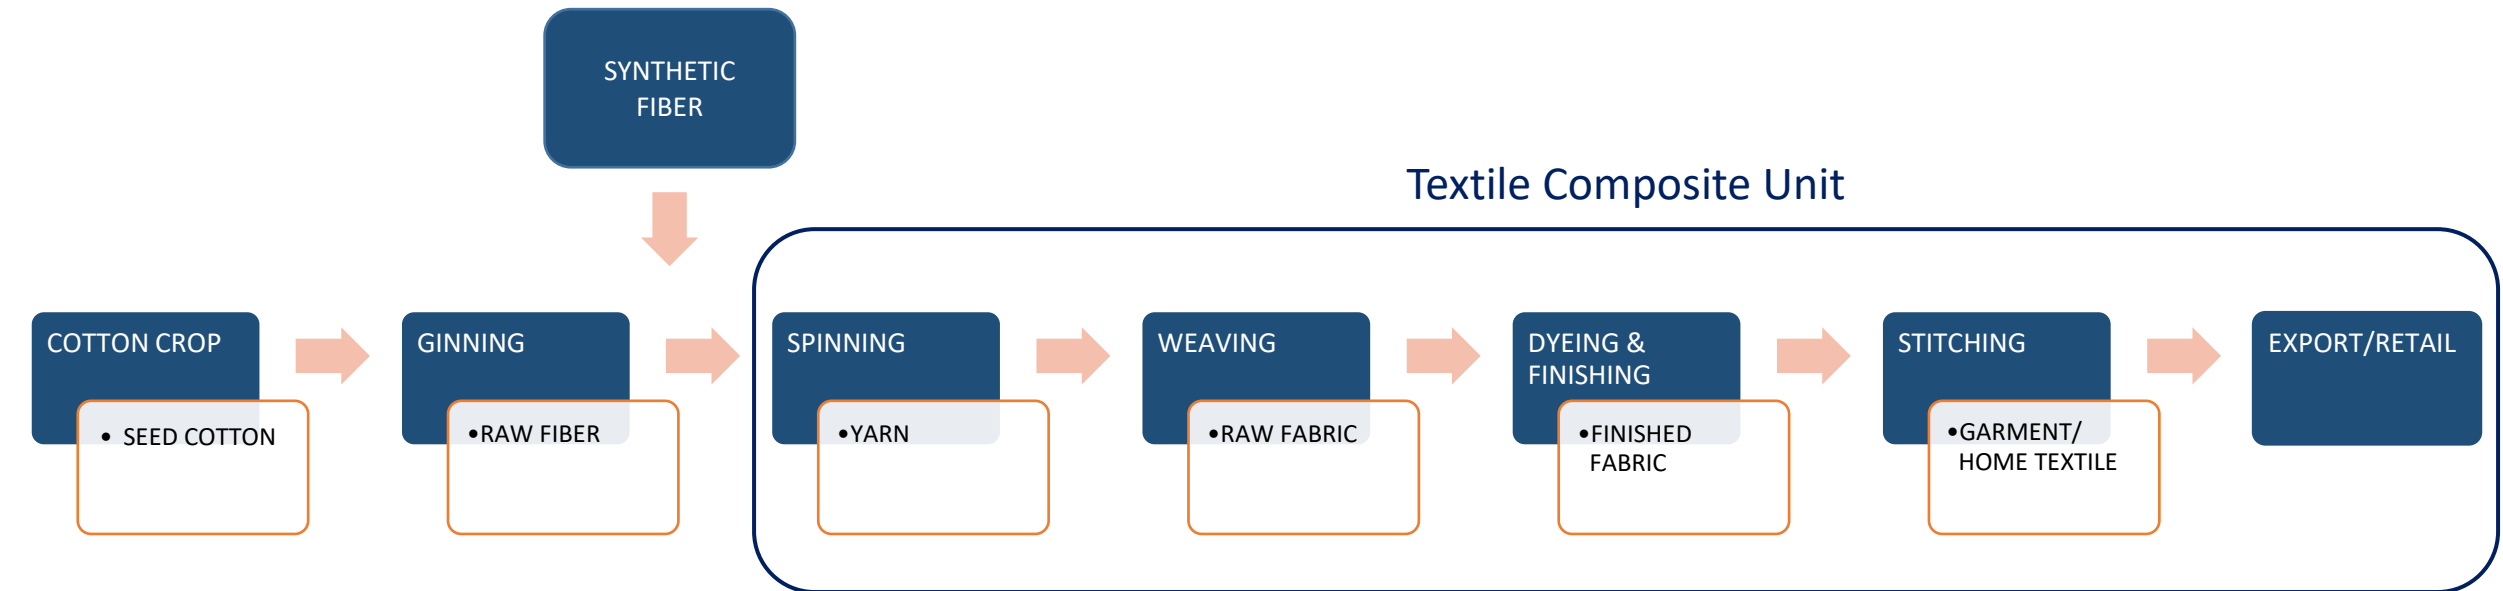 SYNTHETIC
FIBER
Textile Composite Unit
COTTON CROP
• SEED COTTON
GINNING
•RAW FIBER
SPINNING
•YARN
WEAVING
•RAW FABRIC
DYEING &
FINISHING
•FINISHED
FABRIC
STITCHING
•GARMENT/
HOME TEXTILE
EXPORT/RETAIL